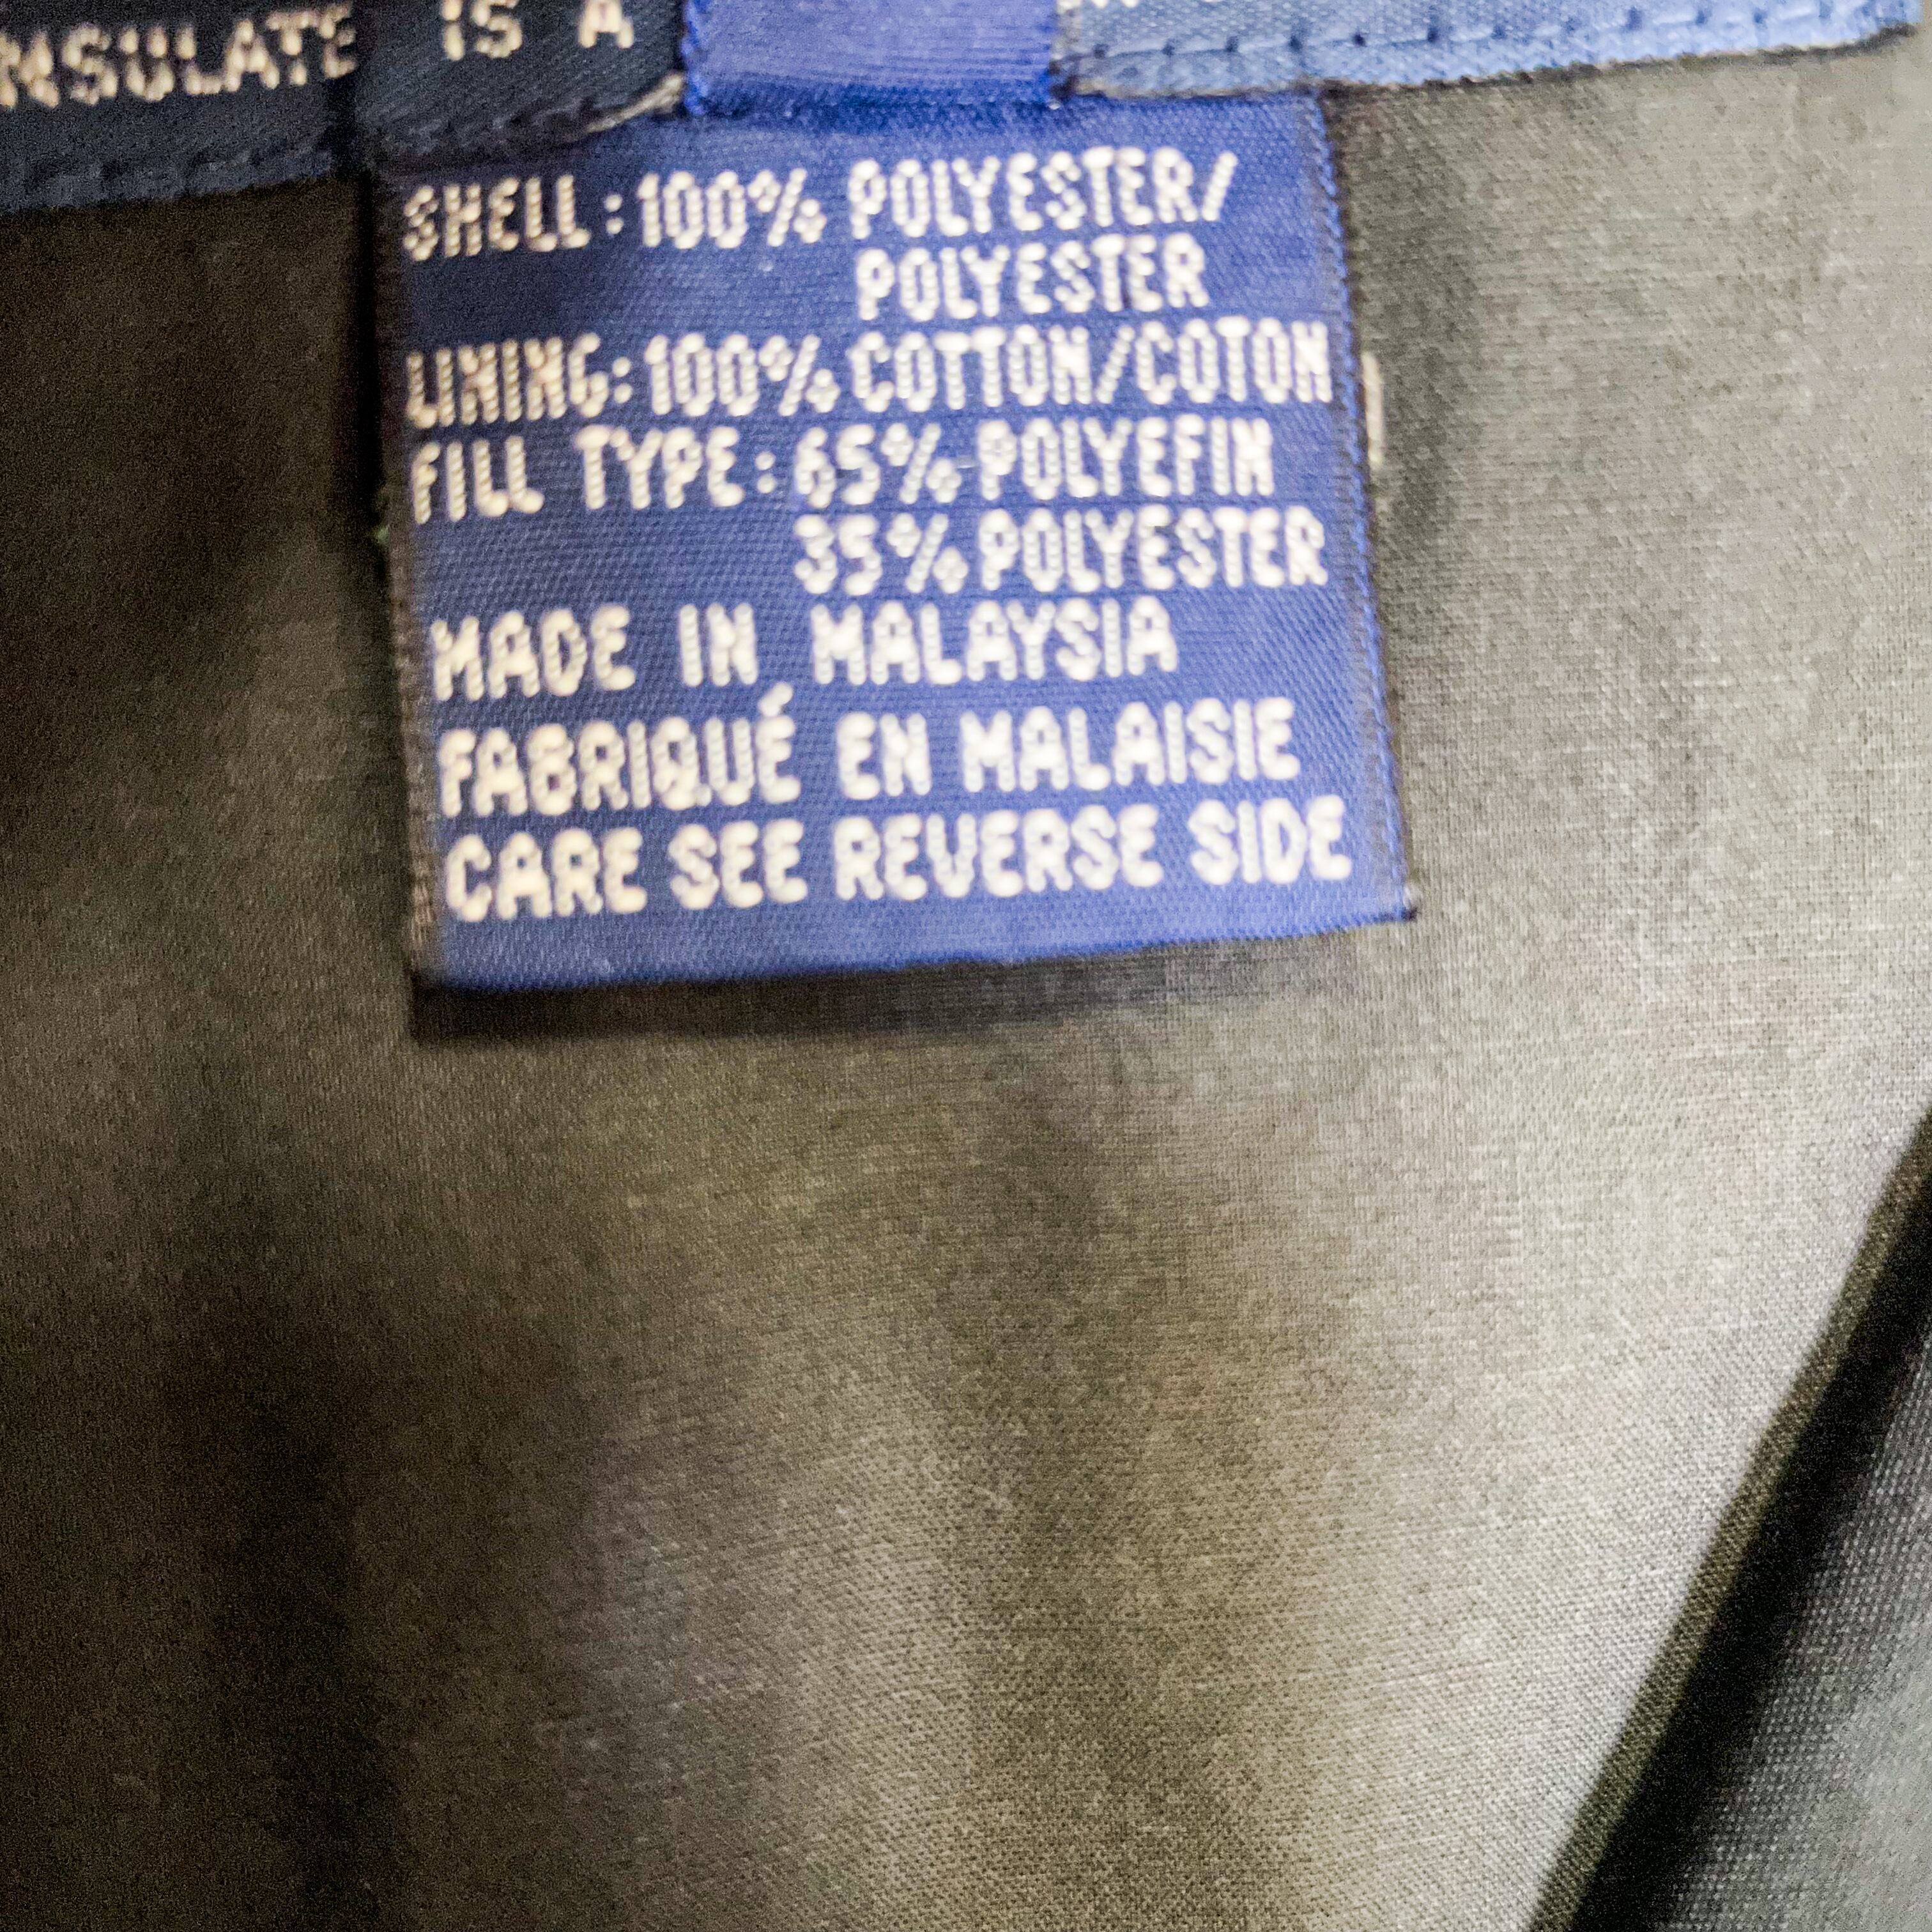 NSULATE IS A
SHELL : 100% POLYESTER/
POLYESTER
LINING: 100% COTTON/COTON
FILL TYPE : 65% POLYEFIN
35% POLYESTER
MADE IN MALAYSIA
FABRIQUÉ EN MALAISIE
CARE SEE REVERSE SIDE